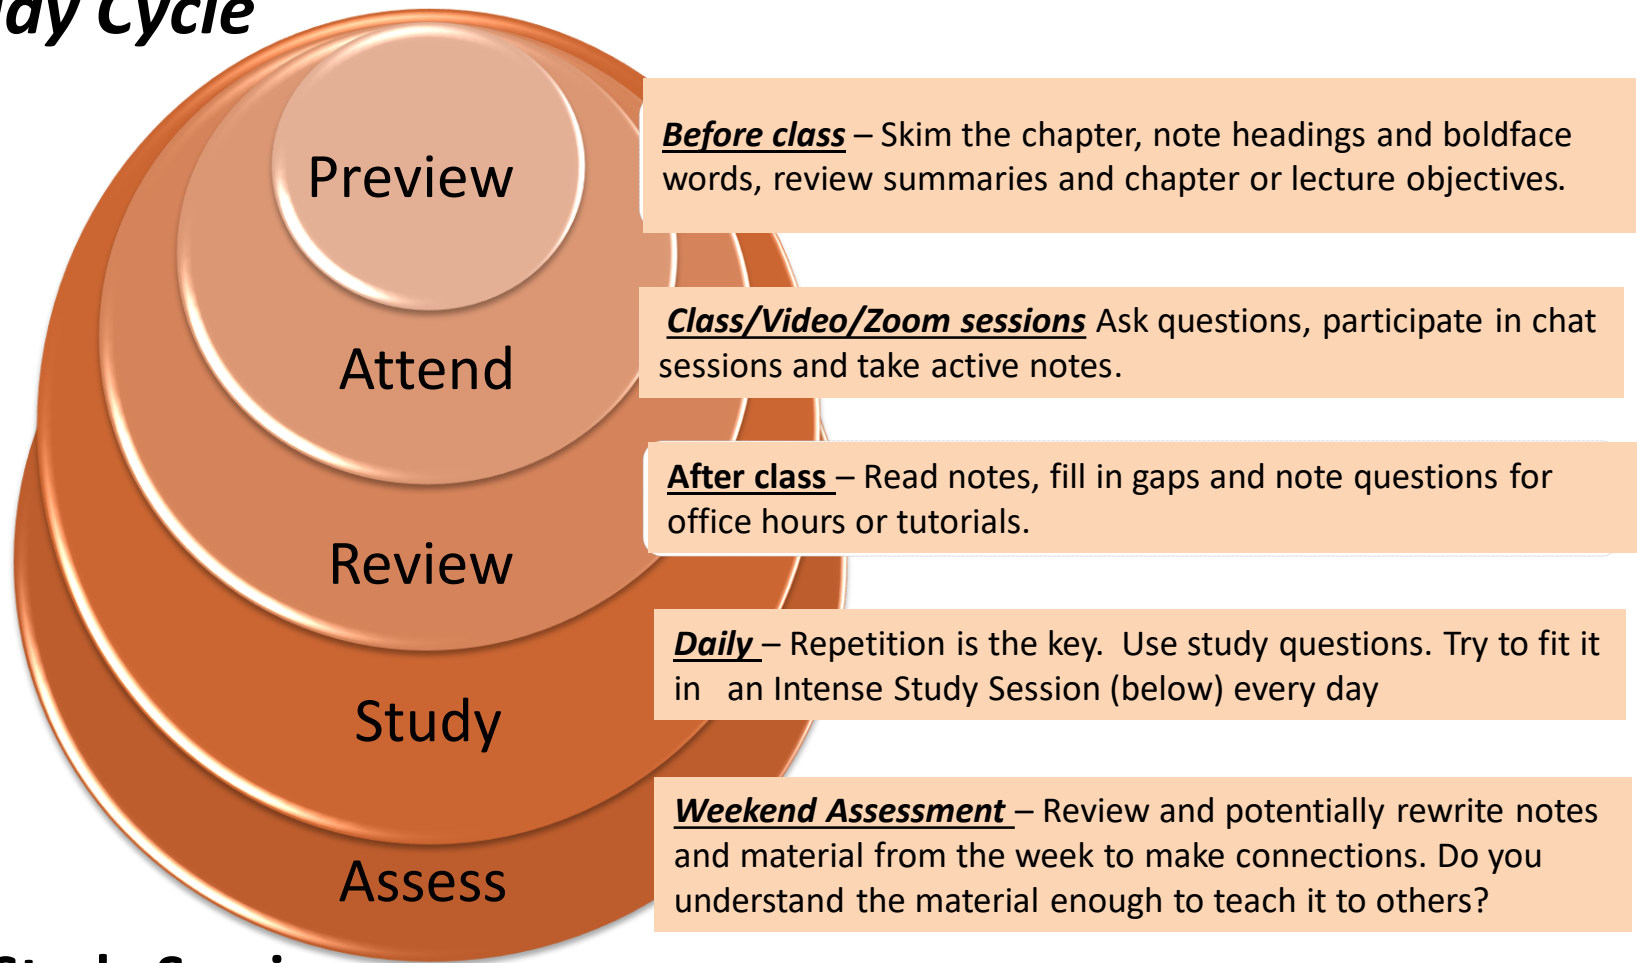 Cycle
Preview
Before class – Skim the chapter, note headings and boldface
words, review summaries and chapter or lecture objectives.
Attend
Class/Video/Zoom sessions Ask questions, participate in chat
sessions and take active notes.
Review
After class – Read notes, fill in gaps and note questions for
office hours or tutorials.
Study
Daily – Repetition is the key.  Use study questions. Try to fit it
in   an Intense Study Session (below) every day
Assess
Weekend Assessment – Review and potentially rewrite notes
and material from the week to make connections. Do you
understand the material enough to teach it to others?